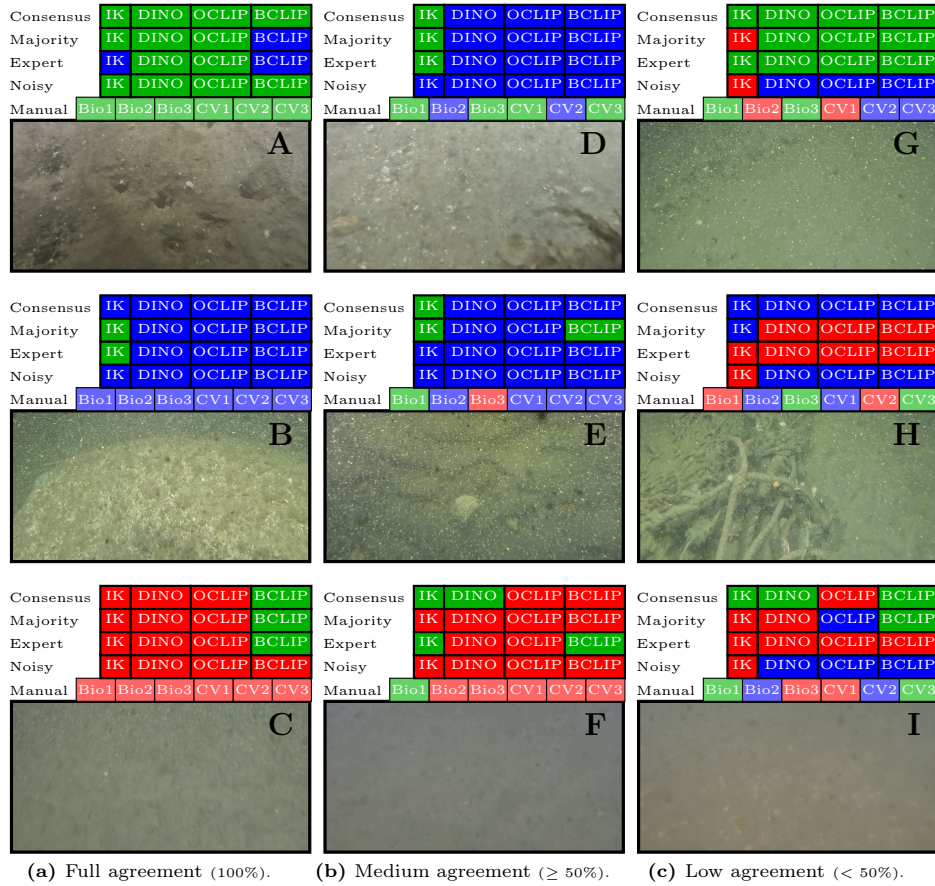 Consensus IK DINO OCLIP BCLIP
Majority IK DINO OCLIP BCLIP
Expert IK DINO OCLIP BCLIP
Noisy IK DINO OCLIP BCLIP
Manual Bio1 Bio2 Bio3 CV1 CV2 CV3
A
Consensus IK DINO OCLIP BCLIP
Majority IK DINO OCLIP BCLIP
Expert IK DINO OCLIP BCLIP
Noisy IK DINO OCLIP BCLIP
Manual Bio1 Bio2 Bio3 CV1 CV2 CV3
D
Consensus IK DINO OCLIP BCLIP
Majority IK DINO OCLIP BCLIP
Expert IK DINO OCLIP BCLIP
Noisy IK DINO OCLIP BCLIP
Manual Bio1 Bio2 Bio3 CV1 CV2 CV3
G
Consensus IK DINO OCLIP BCLIP
Majority IK DINO OCLIP BCLIP
Expert IK DINO OCLIP BCLIP
Noisy IK DINO OCLIP BCLIP
Manual Bio1 Bio2 Bio3 CV1 CV2 CV3
B
Consensus IK DINO OCLIP BCLIP
Majority IK DINO OCLIP BCLIP
Expert IK DINO OCLIP BCLIP
Noisy IK DINO OCLIP BCLIP
Manual Bio1 Bio2 Bio3 CV1 CV2 CV3
E
Consensus IK DINO OCLIP BCLIP
Majority IK DINO OCLIP BCLIP
Expert IK DINO OCLIP BCLIP
Noisy IK DINO OCLIP BCLIP
Manual Bio1 Bio2 Bio3 CV1 CV2 CV3
H
Consensus IK DINO OCLIP BCLIP
Majority IK DINO OCLIP BCLIP
Expert IK DINO OCLIP BCLIP
Noisy IK DINO OCLIP BCLIP
Manual Bio1 Bio2 Bio3 CV1 CV2 CV3
C
Consensus IK DINO OCLIP BCLIP
Majority IK DINO OCLIP BCLIP
Expert IK DINO OCLIP BCLIP
Noisy IK DINO OCLIP BCLIP
Manual Bio1 Bio2 Bio3 CV1 CV2 CV3
F
Consensus IK DINO OCLIP BCLIP
Majority IK DINO OCLIP BCLIP
Expert IK DINO OCLIP BCLIP
Noisy IK DINO OCLIP BCLIP
Manual Bio1 Bio2 Bio3 CV1 CV2 CV3
I
(a) Full agreement (100%).
(b) Medium agreement (≥ 50%).
(c) Low agreement (< 50%).